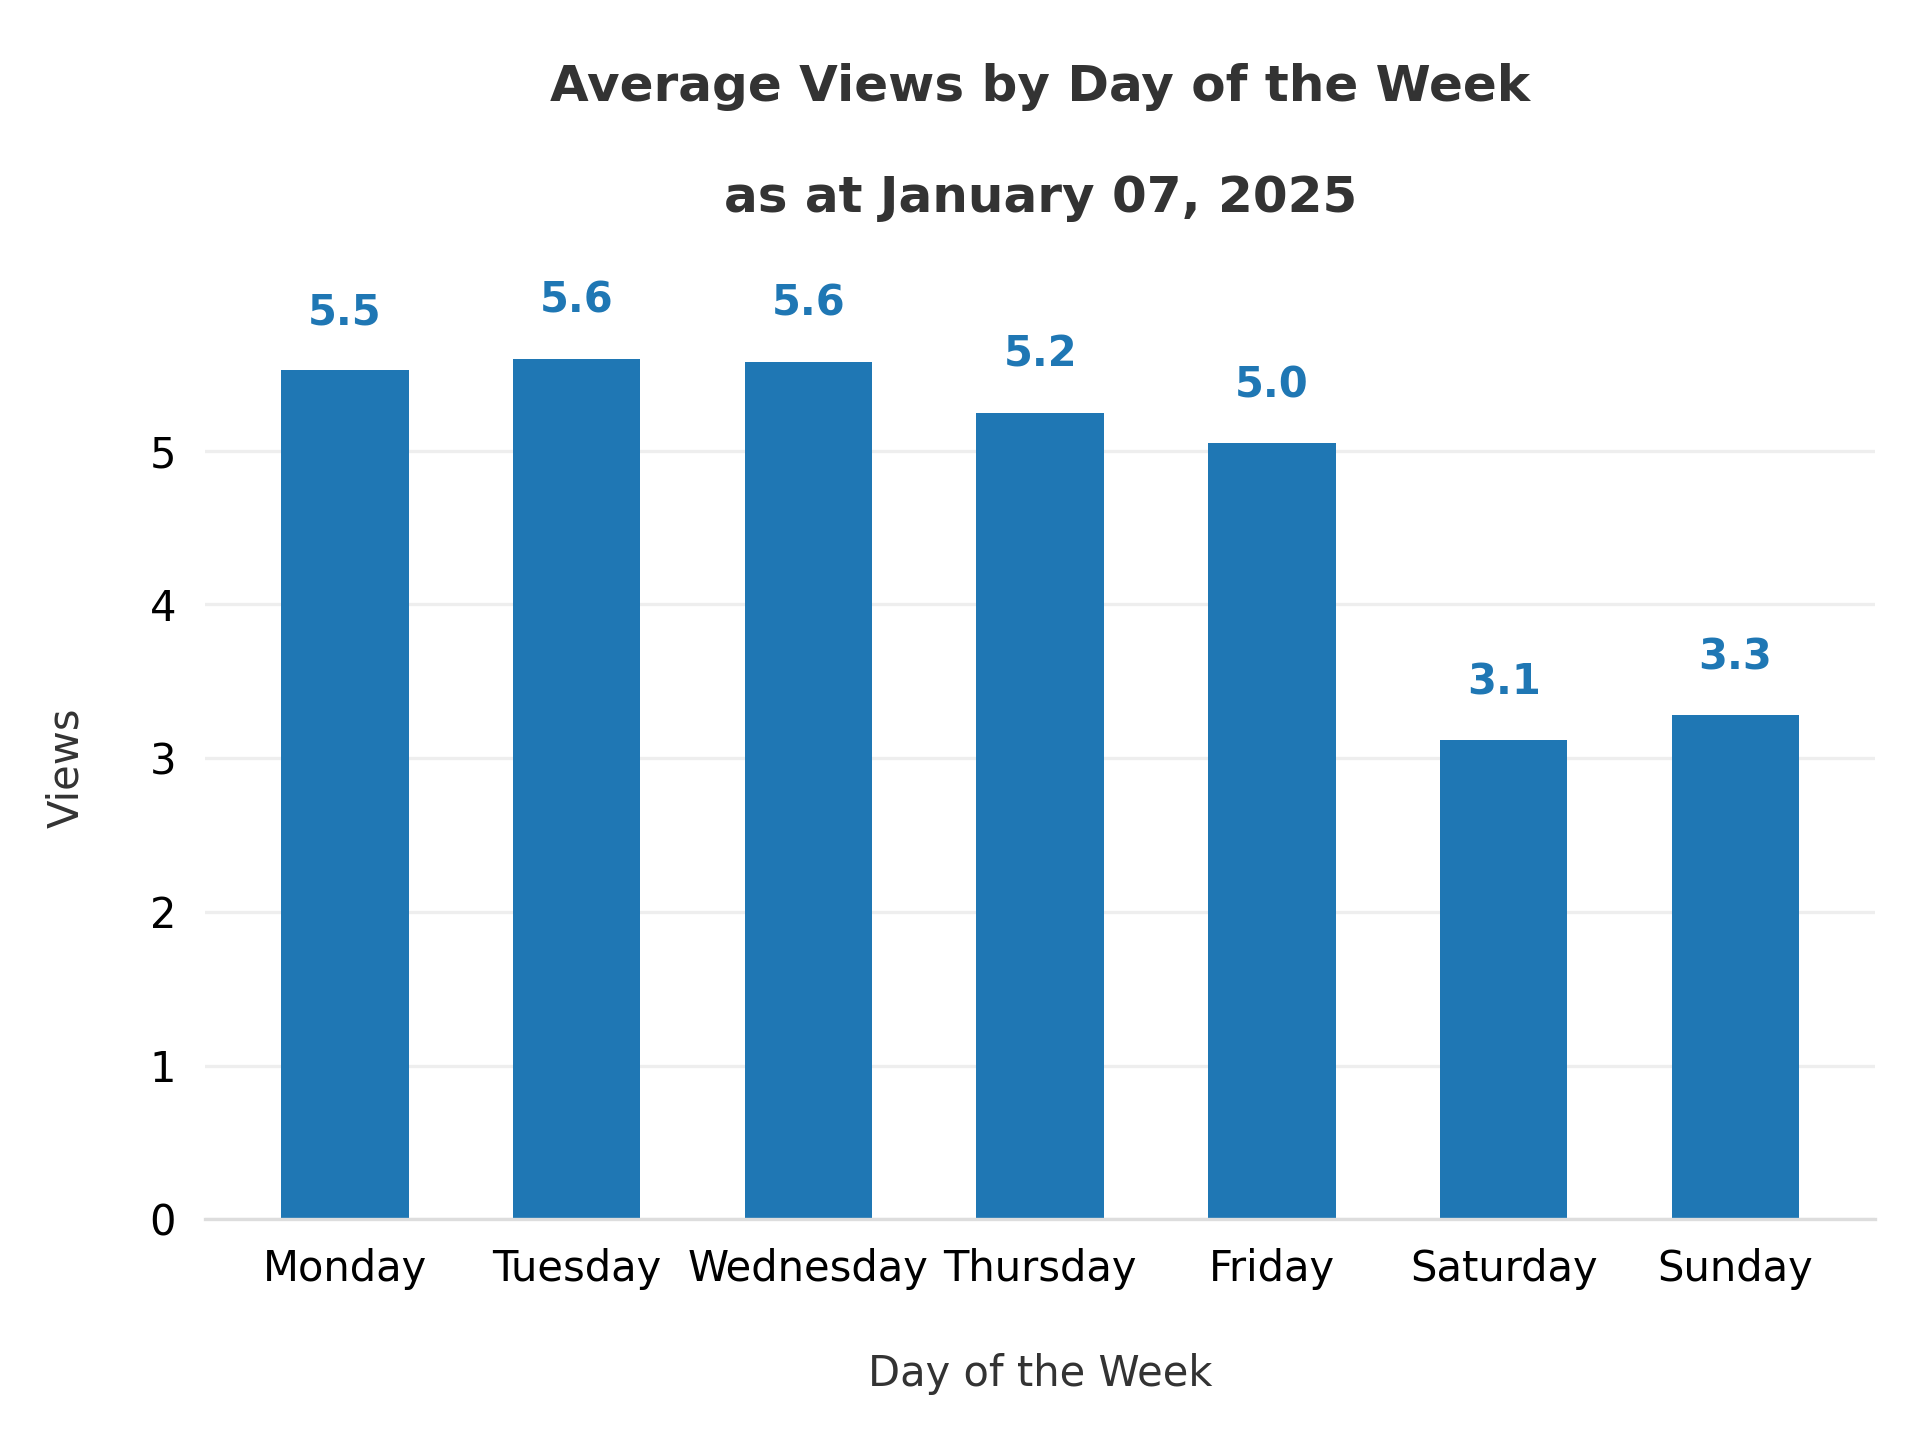 Average Views by Day of the Week
as at January 07, 2025
5.5
5.6
5.6
5.2
5.0
3.1
3.3
5
4
3
2
1
0
Views
Monday Tuesday Wednesday Thursday Friday Saturday Sunday
Day of the Week